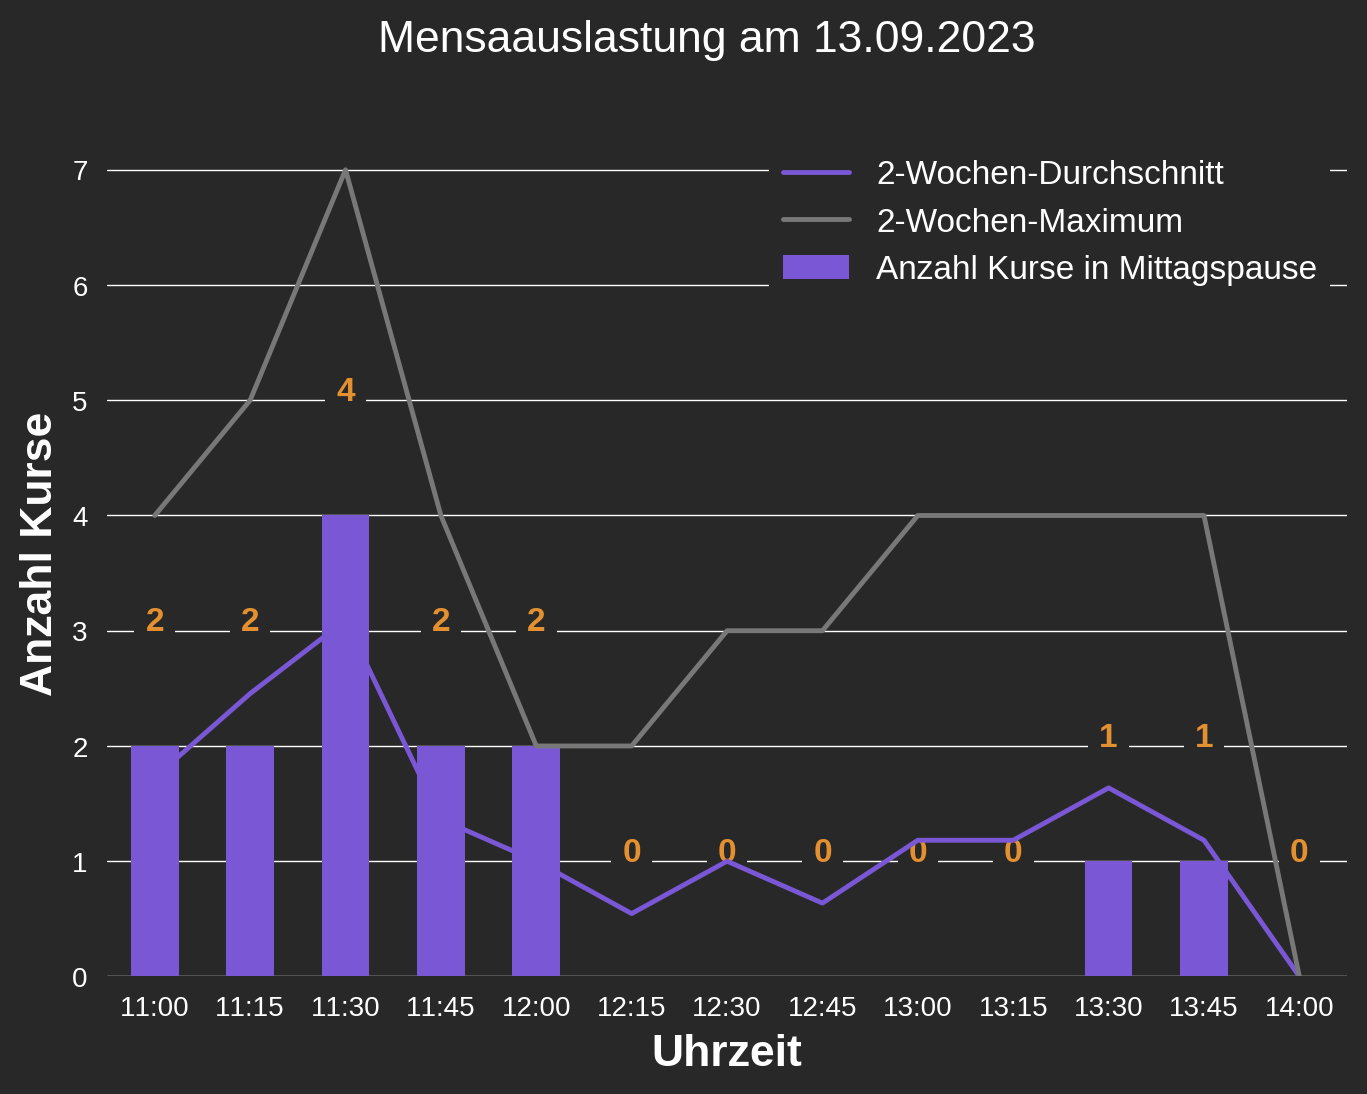 Mensaauslastung am 13.09.2023
2-Wochen-Durchschnitt
2-Wochen-Maximum
Anzahl Kurse in Mittagspause
Anzahl Kurse
7
6
5
4
3
2
1
0
4
2 2 2 2
1 1
0 0 0 0 0 0
11:00 11:15 11:30 11:45 12:00 12:15 12:30 12:45 13:00 13:15 13:30 13:45 14:00
Uhrzeit